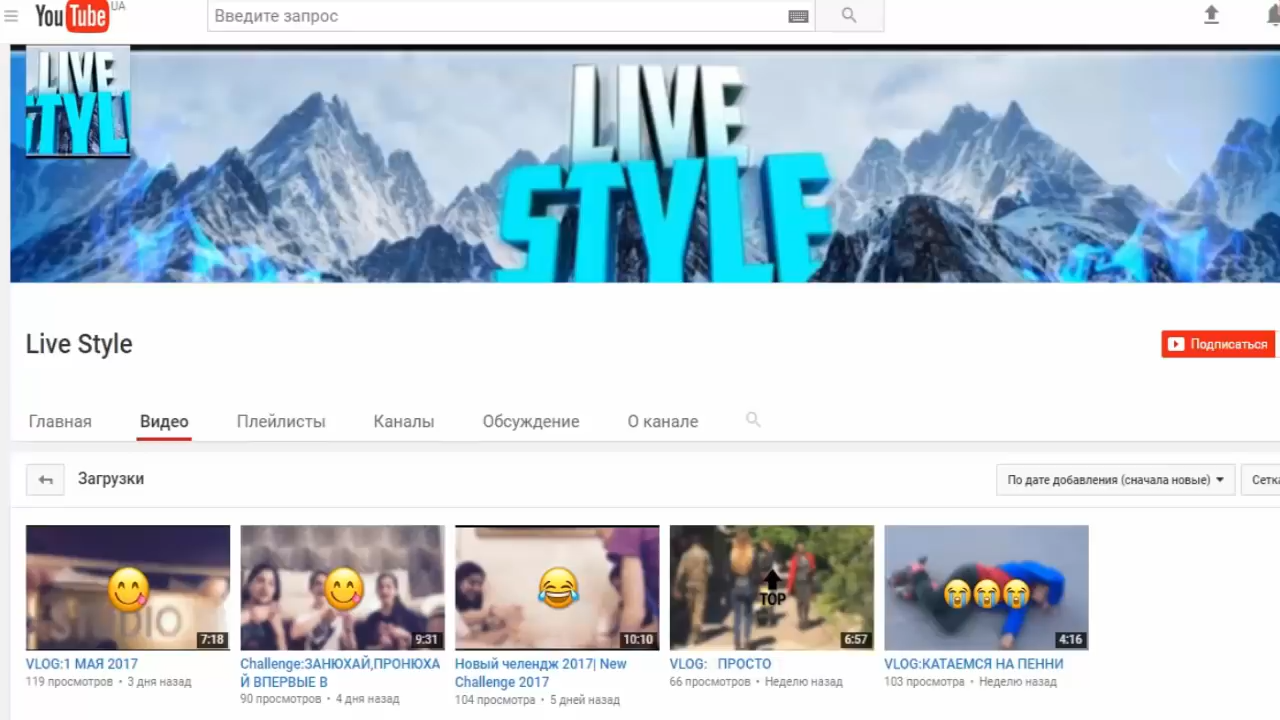 YouTube UA
Введите запрос
LIVE
STYLE
LIVE
STYLE
Live Style
Подписаться
Главная Видео Плейлисты Каналы Обсуждение О канале
Загрузки
По дате добавления (сначала новые)
STUDIO
TOP
7:18 9:31 10:10 6:57 4:16
VLOG:1 МАЯ 2017
119 просмотров • 3 дня назад
Challenge:ЗАНЮХАЙ,ПРОНЮХА
Й ВПЕРВЫЕ В
90 просмотров • 4 дня назад
Новый челендж 2017| New
Challenge 2017
104 просмотра • 5 дней назад
VLOG: ПРОСТО
66 просмотров • Неделю назад
VLOG:КАТАЕМСЯ НА ПЕННИ
103 просмотра • Неделю назад